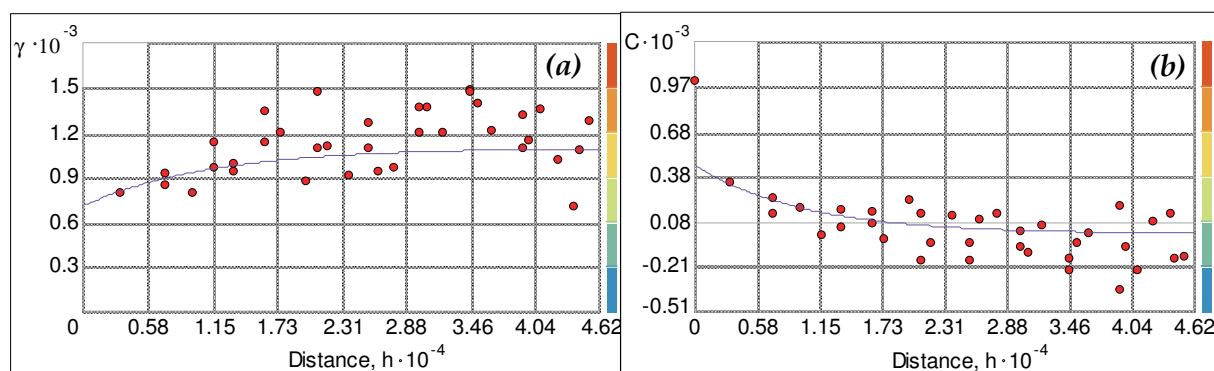 γ ·10⁻³
(a)
1.5
1.2
0.9
0.6
0.3
0 0.58 1.15 1.73 2.31 2.88 3.46 4.04 4.62
Distance, h · 10⁻⁴
C · 10⁻³
(b)
0.97
0.68
0.38
0.08
-0.21
-0.51
0 0.58 1.15 1.73 2.31 2.88 3.46 4.04 4.62
Distance, h · 10⁻⁴